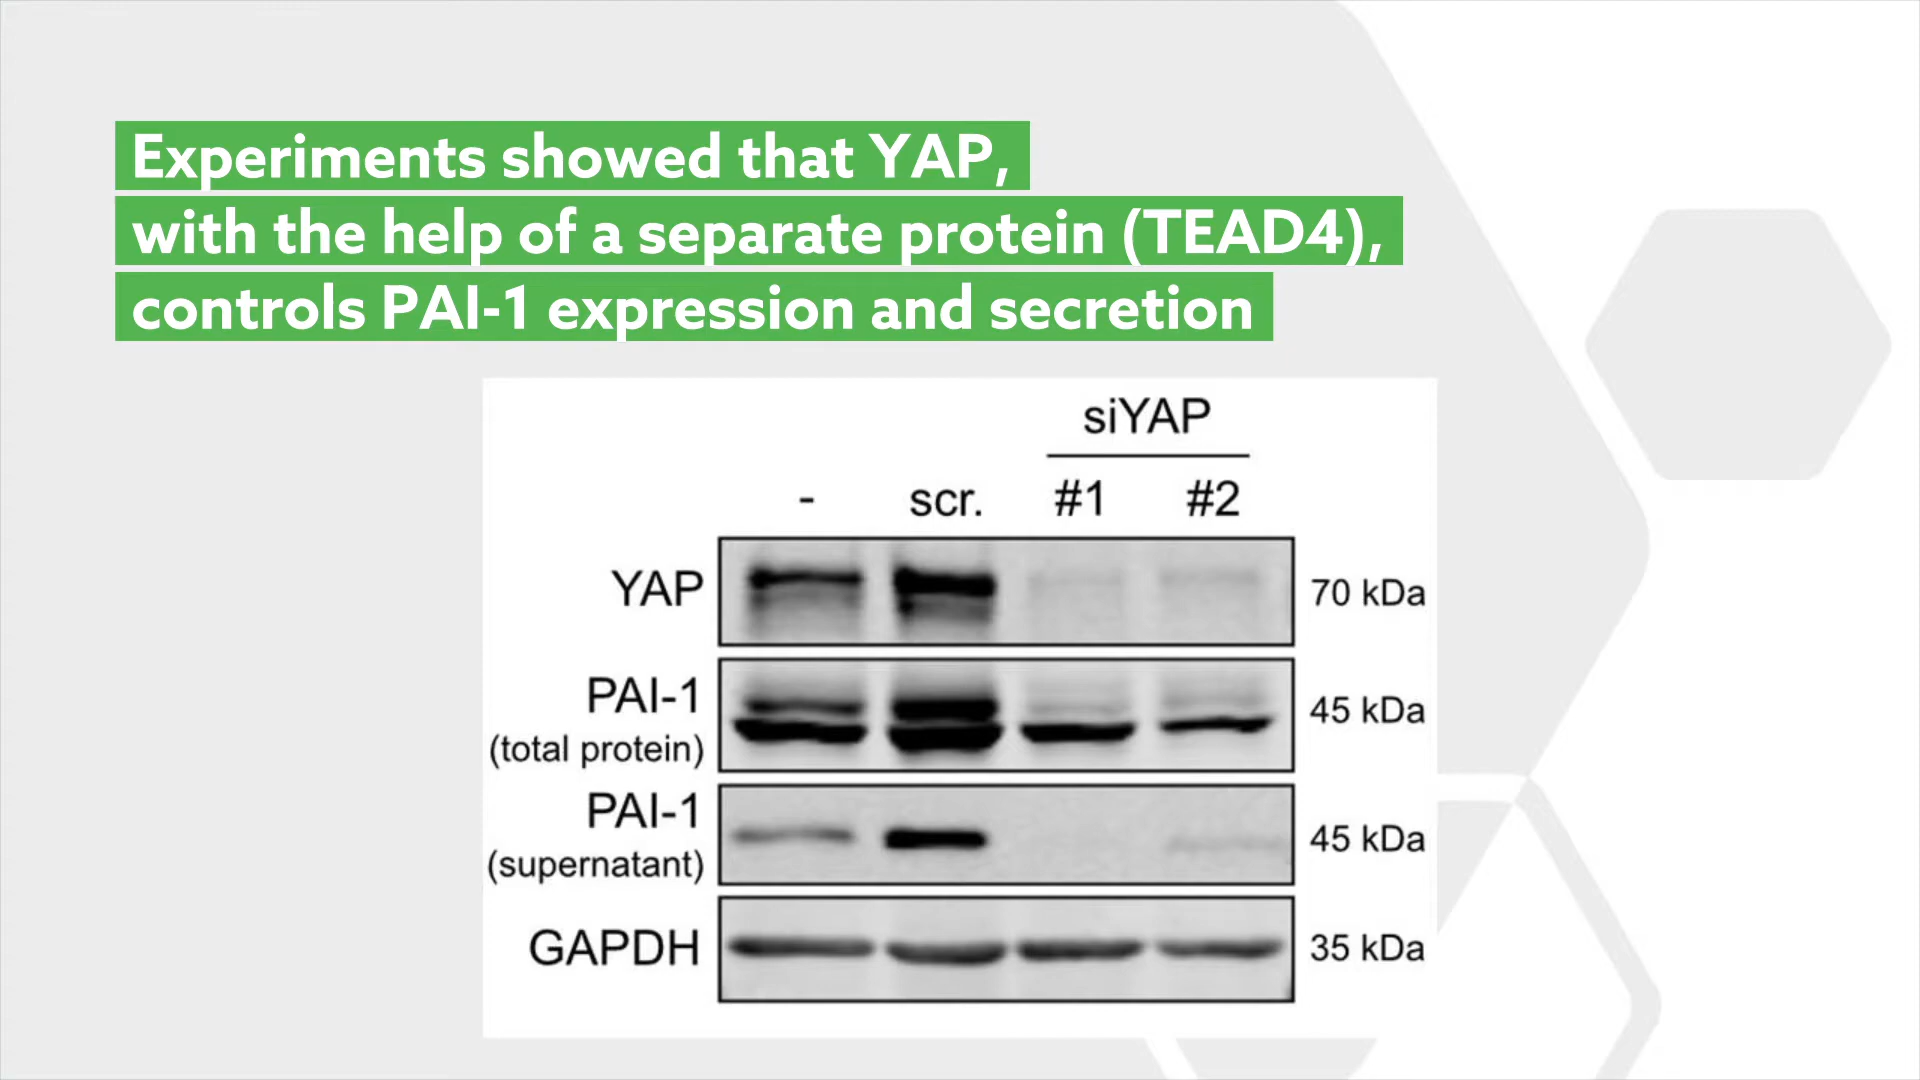 Experiments showed that YAP,
with the help of a separate protein (TEAD4),
controls PAI-1 expression and secretion
siYAP
- scr. #1 #2
YAP 70 kDa
PAI-1
(total protein) 45 kDa
PAI-1
(supernatant) 45 kDa
GAPDH 35 kDa